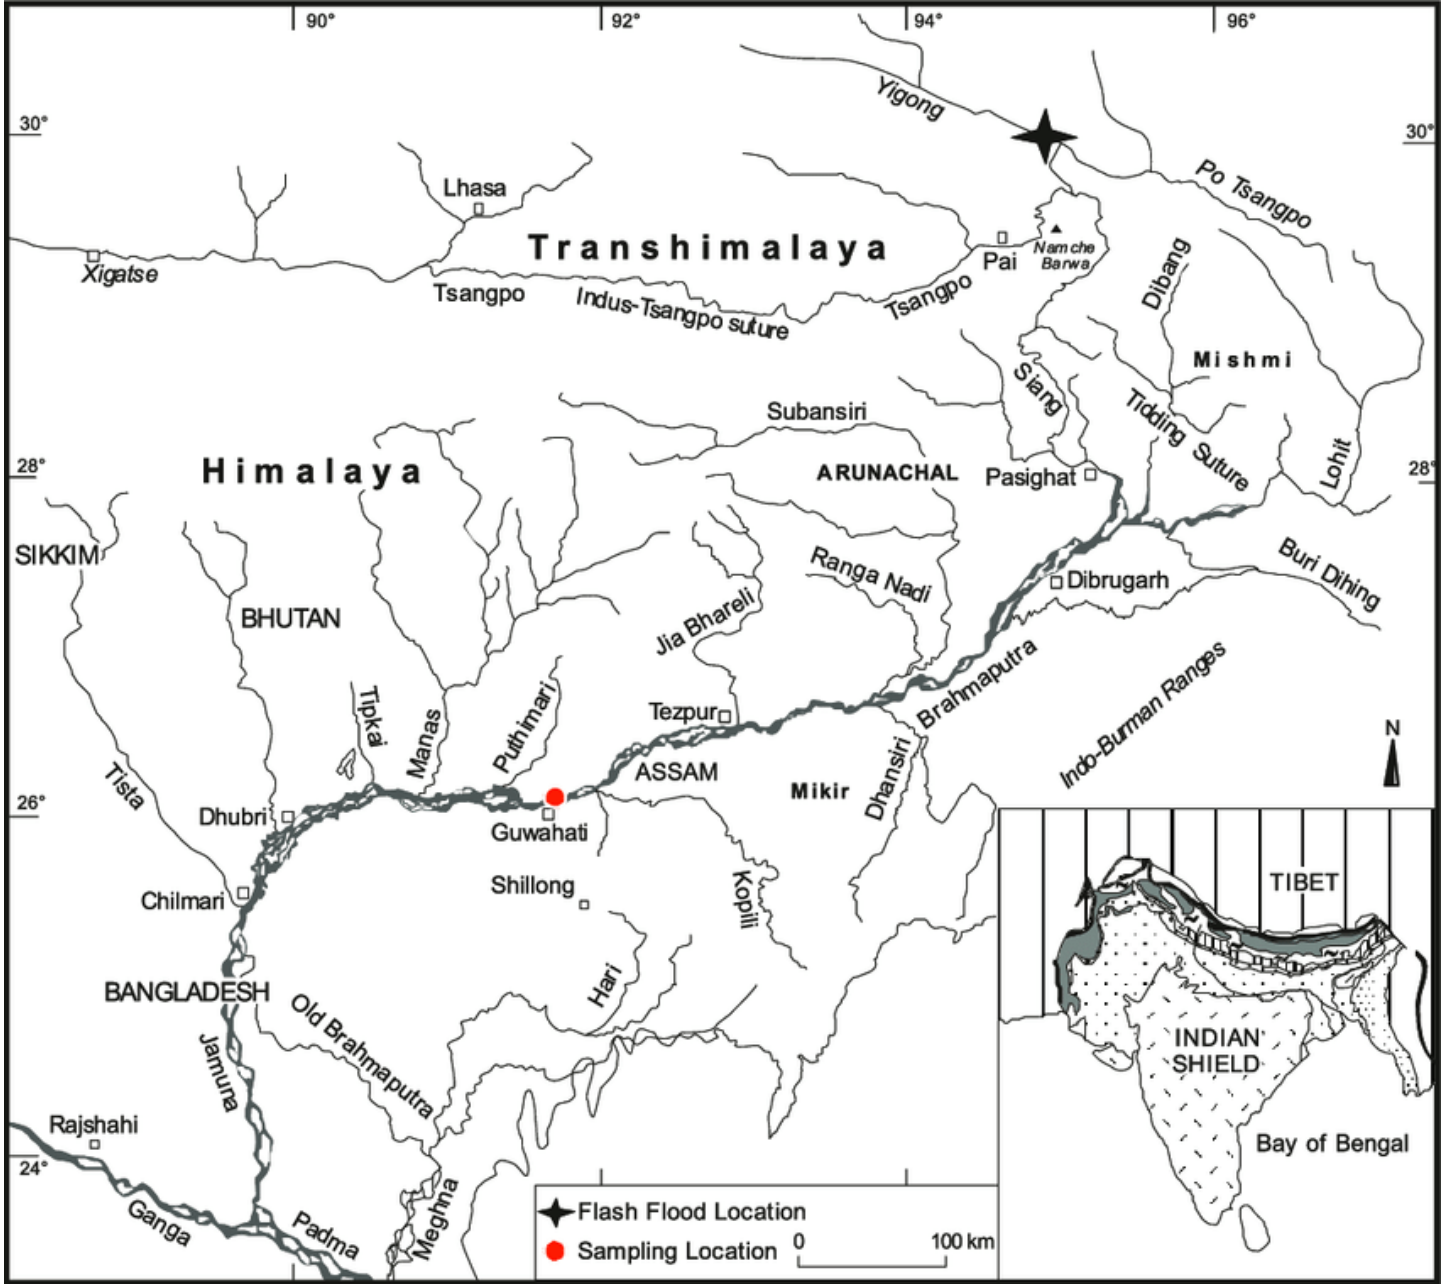 90°
92°
94°
96°
Yigong
30°
30°
Po Tsangpo
Lhasa
Transhimalaya
Namche
Barwa
Pai
Xigatse
Tsangpo
Indus-Tsangpo suture
Tsangpo
Dibang
Mishmi
Siang
Subansiri
Tidding Suture
Himalaya
28°
ARUNACHAL
Pasighat
Lohit
28°
SIKKIM
Ranga Nadi
Dibrugarh
Buri Dihing
BHUTAN
Jia Bhareli
Brahmaputra
Indo-Burman Ranges
Tipkai
Manas
Puthimari
Tezpur
N
ASSAM
Mikir
Dhansiri
Tista
26°
Dhubri
Guwahati
Shillong
Kopili
Chilmari
TIBET
BANGLADESH
Old Brahmaputra
Hari
Jamuna
INDIAN
SHIELD
Rajshahi
Bay of Bengal
24°
Ganga
Padma
Meghna
Flash Flood Location
Sampling Location
0
100 km